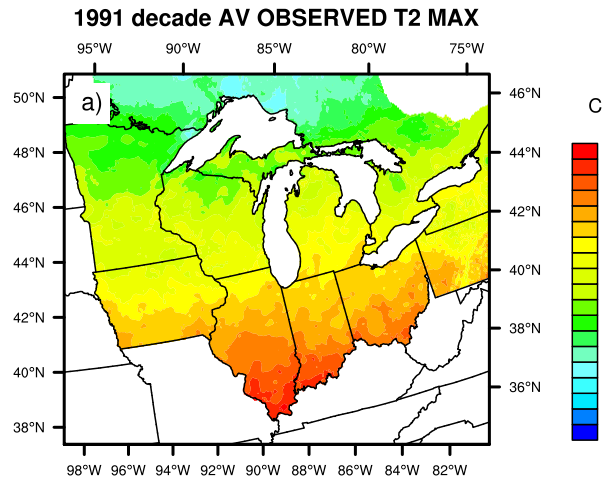 1991 decade AV OBSERVED T2 MAX
95°W 90°W 85°W 80°W 75°W
a)
C
50°N 46°N
48°N 44°N
46°N 42°N
44°N 40°N
42°N 38°N
40°N 36°N
38°N
98°W 96°W 94°W 92°W 90°W 88°W 86°W 84°W 82°W